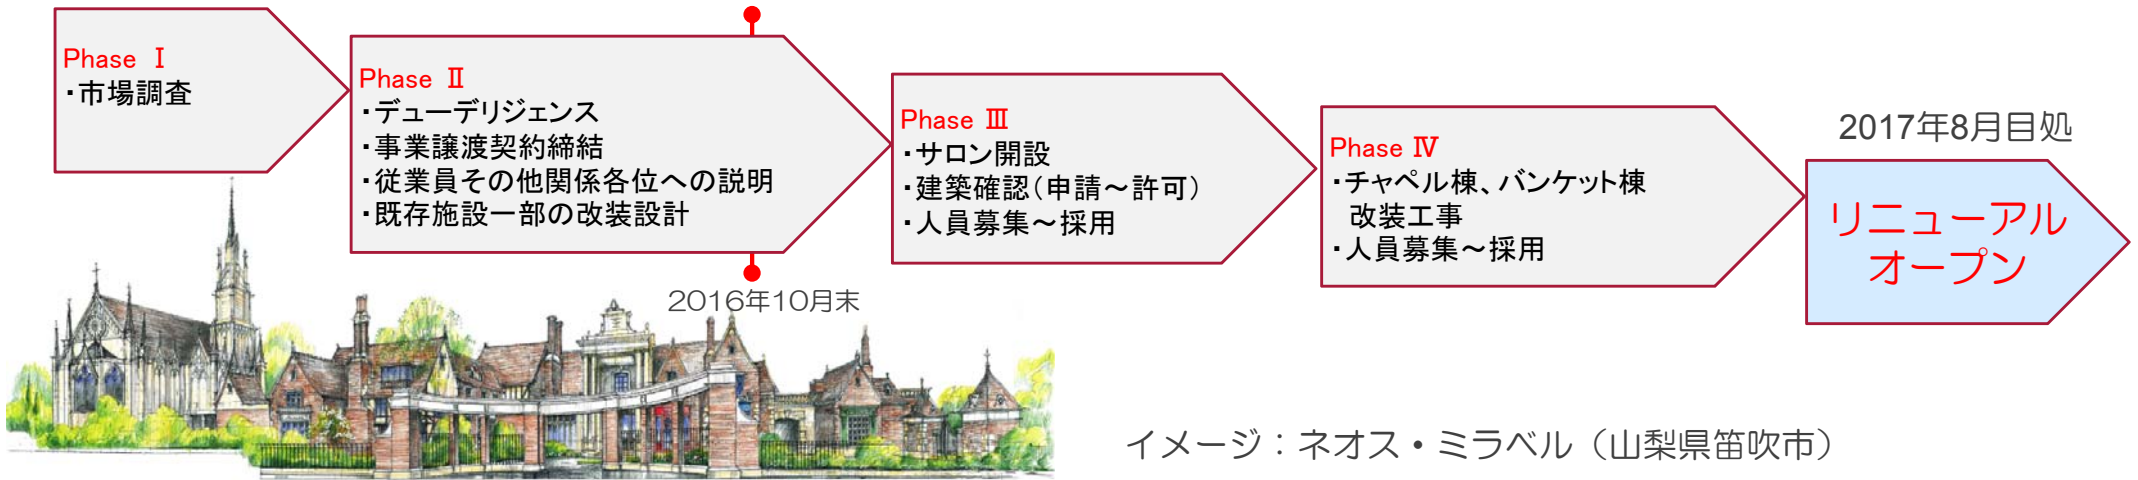 Phase Ⅰ
・市場調査
Phase Ⅱ
・デューデリジェンス
・事業譲渡契約締結
・従業員その他関係各位への説明
・既存施設一部の改装設計
2016年10月末
Phase Ⅲ
・サロン開設
・建築確認(申請～許可)
・人員募集～採用
Phase Ⅳ
・チャペル棟、バンケット棟
改装工事
・人員募集～採用
2017年8月目処
リニューアル
オープン
イメージ：ネオス・ミラベル（山梨県笛吹市）